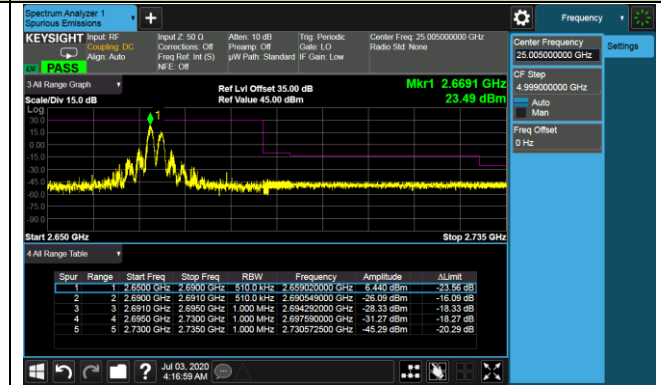 Spectrum Analyzer 1
Spurious Emissions
Frequency
KEYSIGHT Input: RF Input Z: 50 Ω Atten: 10 dB Trig: Periodic Center Freq: 25.005000000 GHz
Coupling: DC Corrections: Off Preamp: Off Gate: LO Radio Std: None
Align: Auto Freq Ref: Int (S) µW Path: Standard IF Gain: Low
NFE: Off
LV PASS
Center Frequency
25.005000000 GHz
Settings
CF Step
4.999000000 GHz
Auto
Man
Freq Offset
0 Hz
3 All Range Graph
Ref Lvl Offset 35.00 dB Mkr1 2.6691 GHz
Scale/Div 15.0 dB Ref Value 45.00 dBm 23.49 dBm
Log
30.0
15.0
0.00
-15.0
-30.0
-45.0
-60.0
-75.0
-90.0
1
Start 2.650 GHz Stop 2.735 GHz
4 All Range Table
Spur Range Start Freq Stop Freq RBW Frequency Amplitude ΔLimit
1 1 2.6500 GHz 2.6900 GHz 510.0 kHz 2.659020000 GHz 6.440 dBm -23.56 dB
2 2 2.6900 GHz 2.6910 GHz 510.0 kHz 2.690549000 GHz -26.09 dBm -16.09 dB
3 3 2.6910 GHz 2.6950 GHz 1.000 MHz 2.694292000 GHz -28.33 dBm -18.33 dB
4 4 2.6950 GHz 2.7300 GHz 1.000 MHz 2.697590000 GHz -31.27 dBm -18.27 dB
5 5 2.7300 GHz 2.7350 GHz 1.000 MHz 2.730572500 GHz -45.29 dBm -20.29 dB
Jul 03, 2020
4:16:59 AM